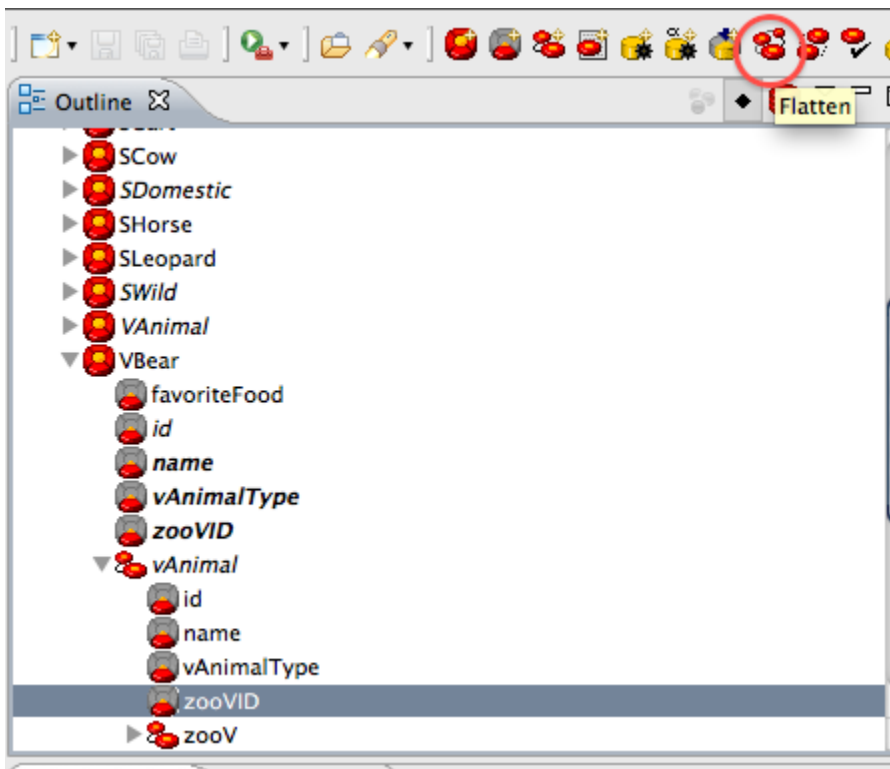 Outline
Flatten
SCow
SDomestic
SHorse
SLeopard
SWild
VAnimal
VBear
favoriteFood
id
name
vAnimalType
zooVID
vAnimal
id
name
vAnimalType
zooVID
zooV